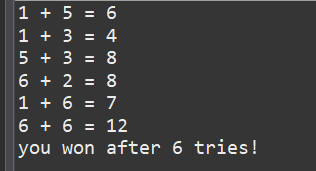 1 + 5 = 6
1 + 3 = 4
5 + 3 = 8
6 + 2 = 8
1 + 6 = 7
6 + 6 = 12
you won after 6 tries!